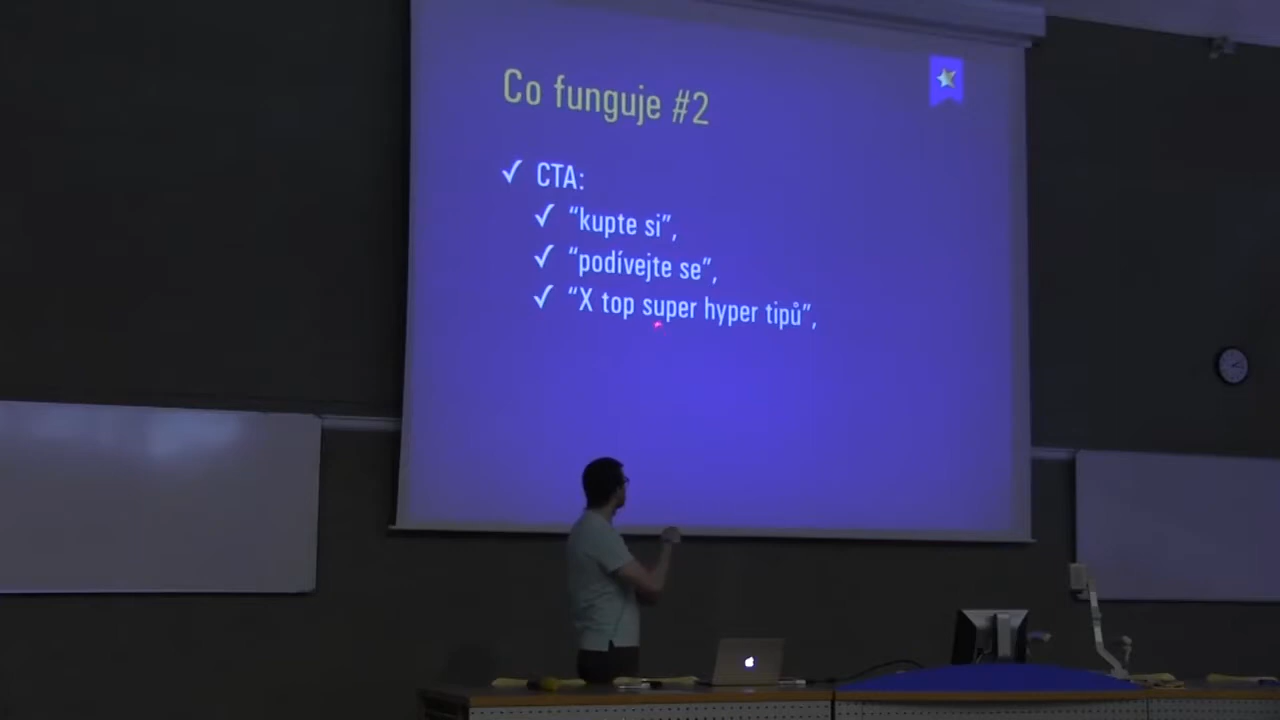 Co funguje #2
✓ CTA:
✓ “kupte si”,
✓ “podívejte se”,
✓ “X top super hyper tipů”,